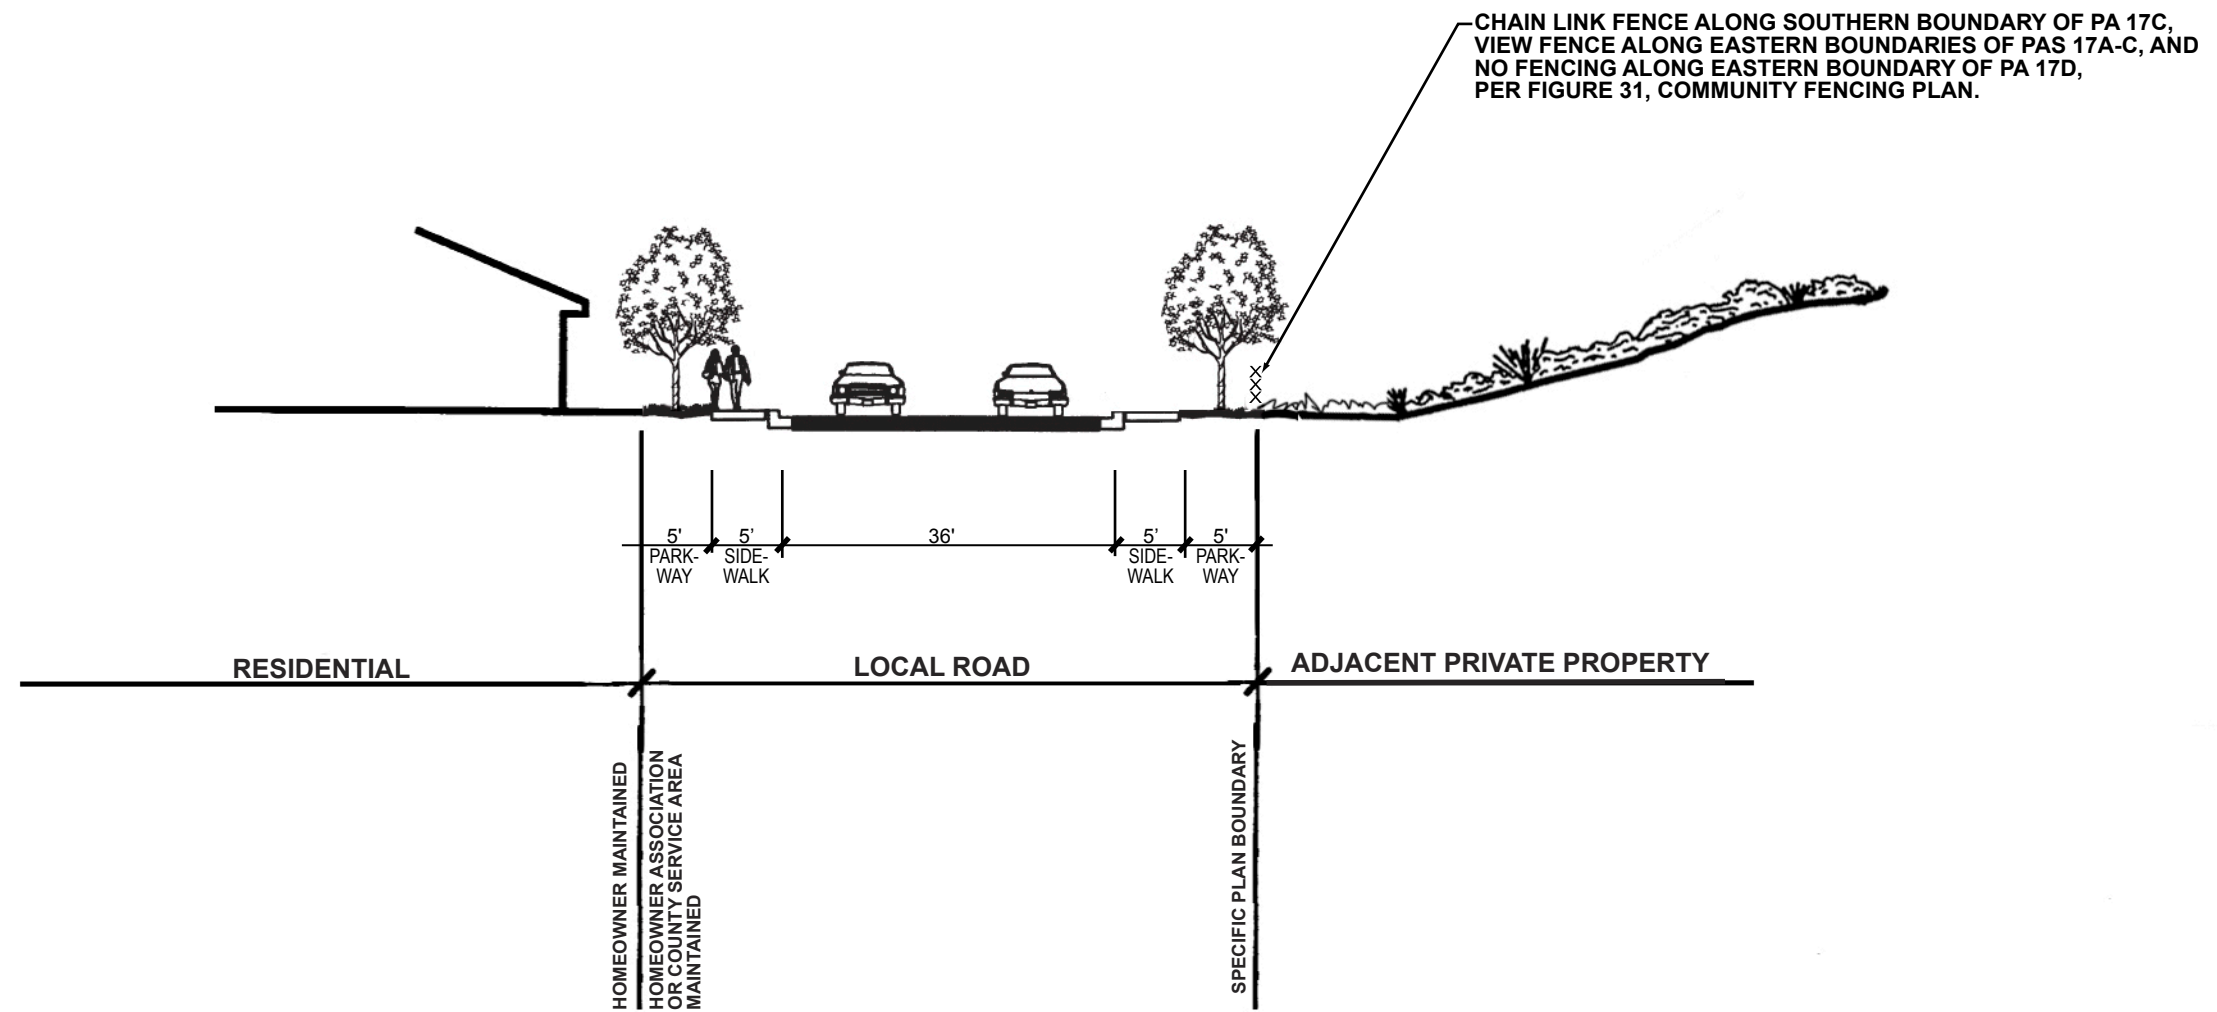 CHAIN LINK FENCE ALONG SOUTHERN BOUNDARY OF PA 17C,
VIEW FENCE ALONG EASTERN BOUNDARIES OF PAS 17A-C, AND
NO FENCING ALONG EASTERN BOUNDARY OF PA 17D,
PER FIGURE 31, COMMUNITY FENCING PLAN.
5'
PARK-
WAY
5’
SIDE-
WALK
36'
5’
SIDE-
WALK
5'
PARK-
WAY
RESIDENTIAL
LOCAL ROAD
ADJACENT PRIVATE PROPERTY
HOMEOWNER MAINTAINED
HOMEOWNER ASSOCIATION
OR COUNTY SERVICE AREA
MAINTAINED
SPECIFIC PLAN BOUNDARY